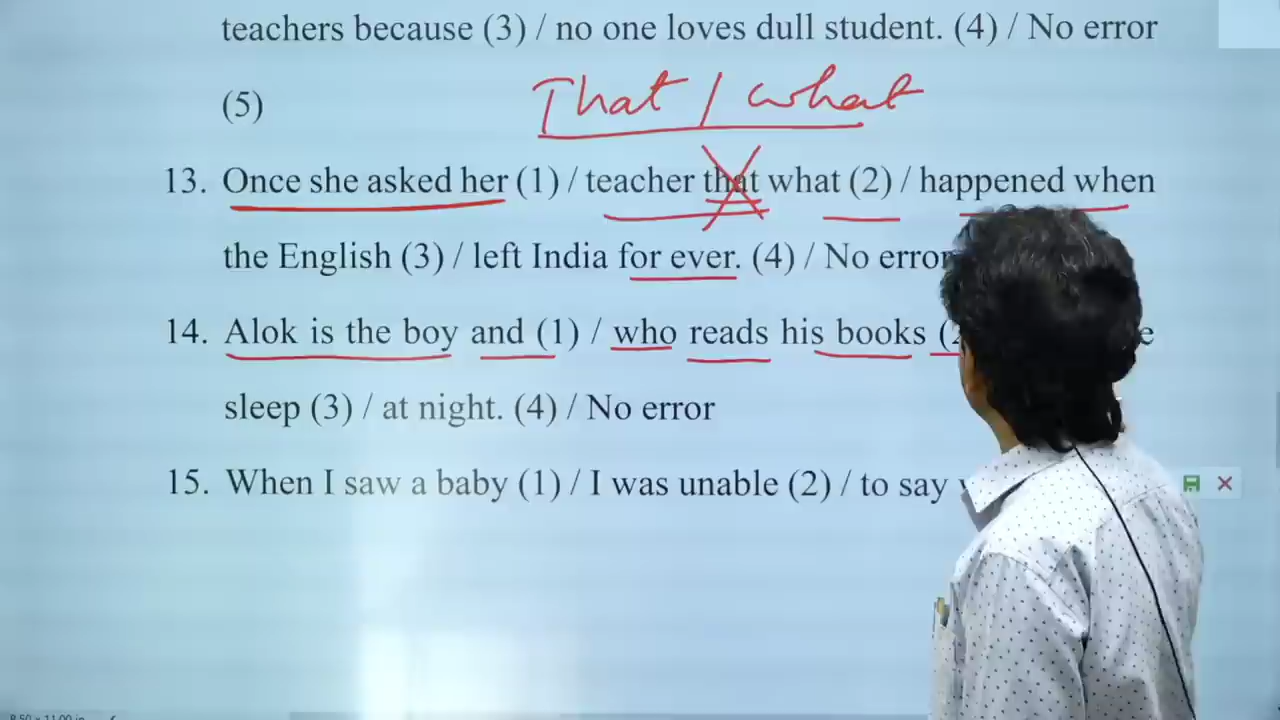 teachers because (3) / no one loves dull student. (4) / No error
(5)
That / what
13. Once she asked her (1) / teacher that what (2) / happened when
the English (3) / left India for ever. (4) / No error
14. Alok is the boy and (1) / who reads his books
sleep (3) / at night. (4) / No error
15. When I saw a baby (1) / I was unable (2) / to say